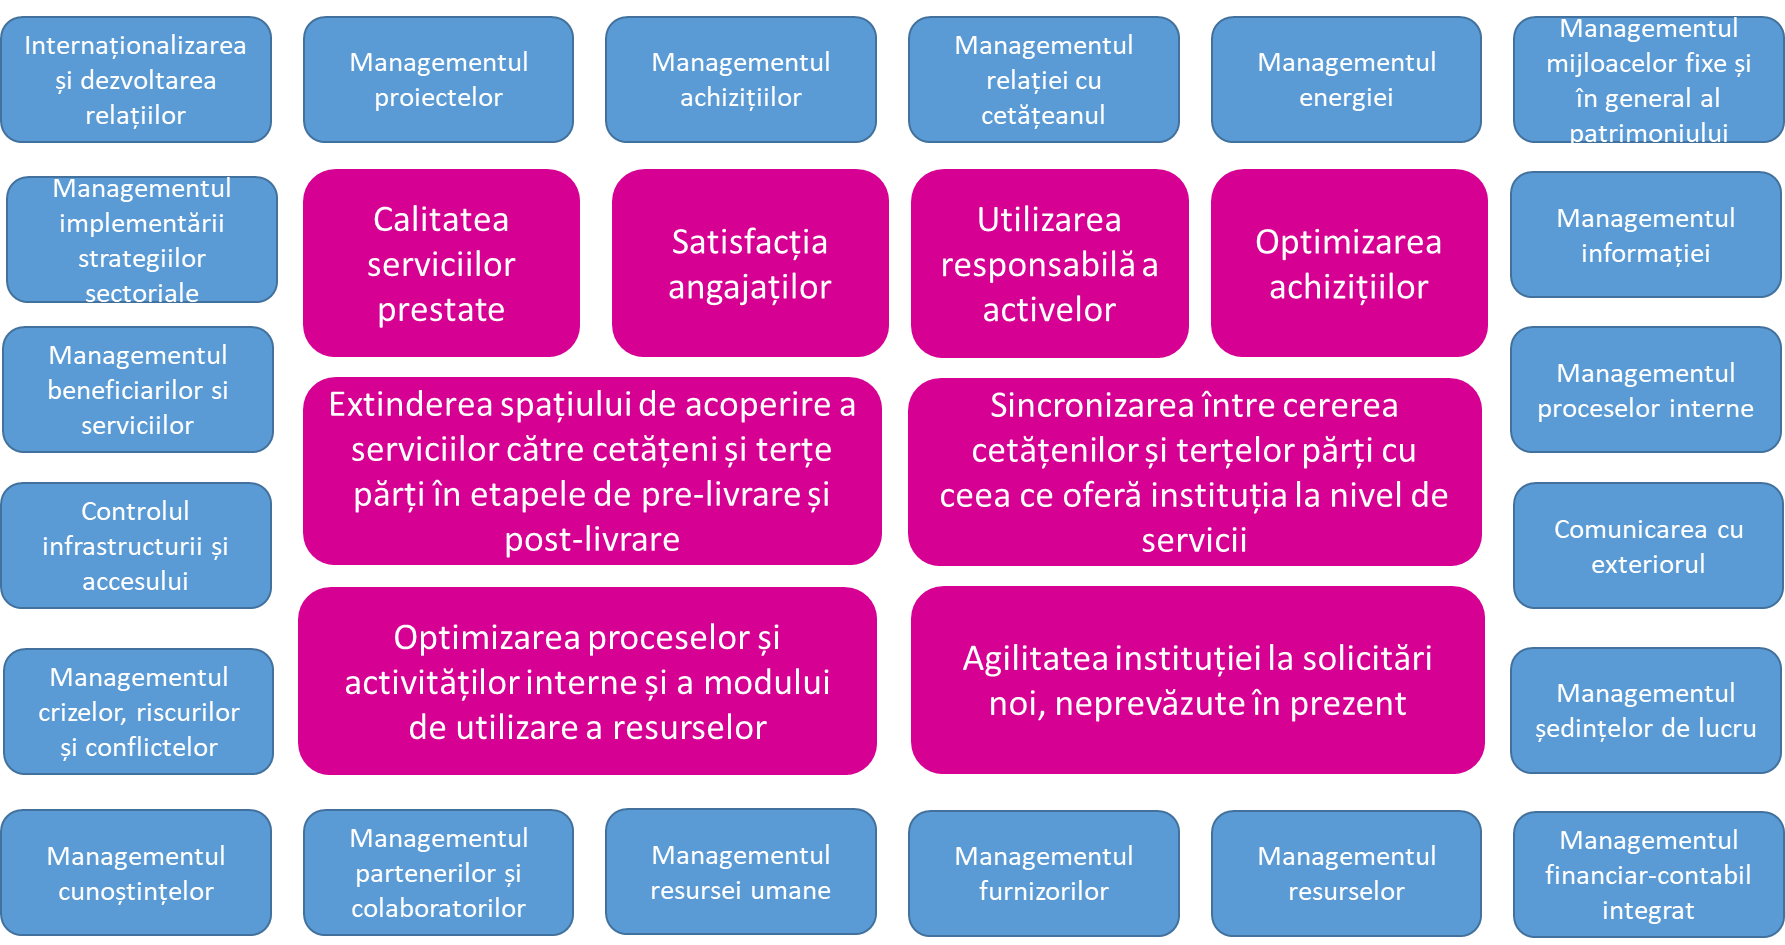 Internaționalizarea
și dezvoltarea
relațiilor
Managementul
proiectelor
Managementul
achizițiilor
Managementul
relației cu
cetățeanul
Managementul
energiei
Managementul
mijloacelor fixe și
în general al
patrimoniului
Managementul
implementării
strategiilor
sectoriale
Calitatea
serviciilor
prestate
Satisfacția
angajaților
Utilizarea
responsabilă a
activelor
Optimizarea
achizițiilor
Managementul
informației
Managementul
beneficiarilor si
serviciilor
Extinderea spațiului de acoperire a
serviciilor către cetățeni și terțe
părți în etapele de pre-livrare și
post-livrare
Sincronizarea între cererea
cetățenilor și terțelor părți cu
ceea ce oferă instituția la nivel de
servicii
Managementul
proceselor interne
Controlul
infrastructurii și
accesului
Comunicarea cu
exteriorul
Managementul
crizelor, riscurilor
și conflictelor
Optimizarea proceselor și
activităților interne și a modului
de utilizare a resurselor
Agilitatea instituției la solicitări
noi, neprevăzute în prezent
Managementul
ședințelor de lucru
Managementul
cunoștințelor
Managementul
partenerilor și
colaboratorilor
Managementul
resursei umane
Managementul
furnizorilor
Managementul
resurselor
Managementul
financiar-contabil
integrat